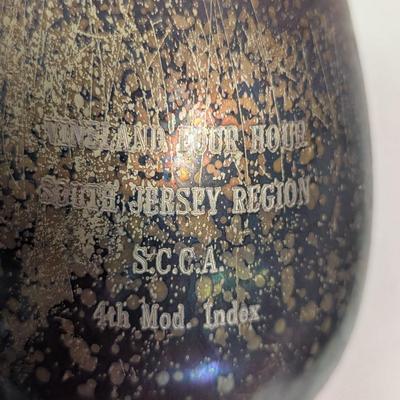 VINELAND FOUR HOUR
SOUTH JERSEY REGION
S.C.C.A.
4th Mod. Index